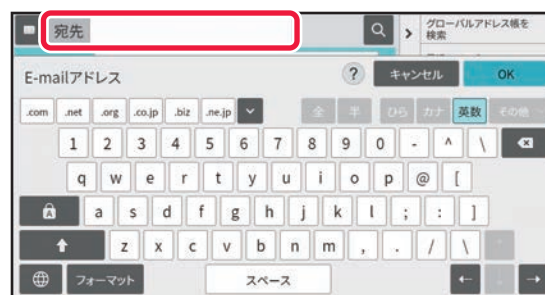 宛先
グローバルアドレス帳を
検索
E-mailアドレス ? キャンセル OK
.com .net .org .co.jp .biz .ne.jp 全 半 ひら カナ 英数 その他
1 2 3 4 5 6 7 8 9 0 - ^ \
q w e r t y u i o p @ [
a s d f g h j k l ; : ]
z x c v b n m , . / \
フォーマット スペース ← ↓ →